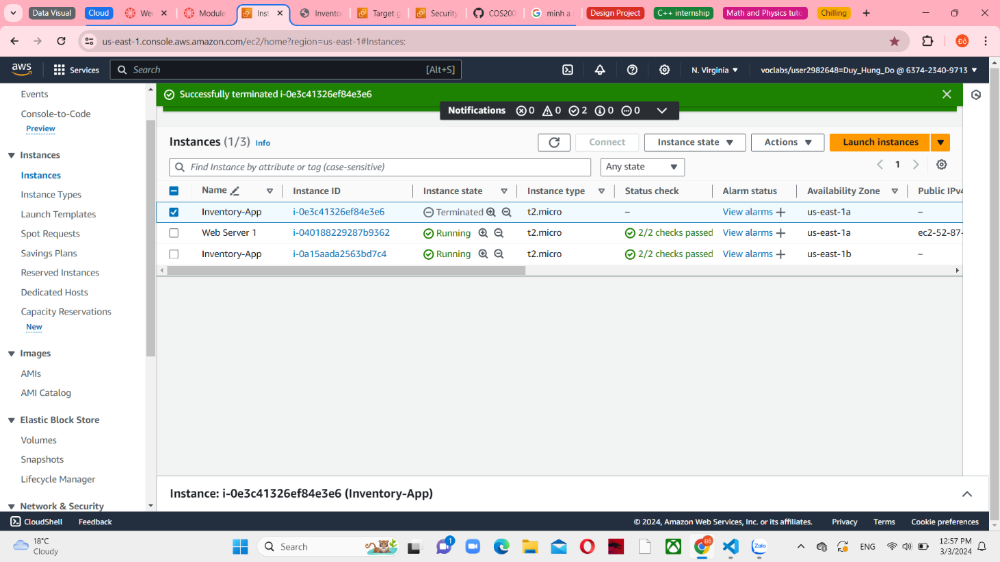 Data Visual
Cloud
Wee
Module
Inst
Invento
Target g
Security
COS200
minh a
Design Project
C++ internship
Math and Physics tuto
Chilling
us-east-1.console.aws.amazon.com/ec2/home?region=us-east-1#Instances:
Đỗ
aws
Services
Search
[Alt+S]
N. Virginia
voclabs/user2982648=Duy_Hung_Do @ 6374-2340-9713
Events
Console-to-Code
Preview
Instances
Instances
Instance Types
Launch Templates
Spot Requests
Savings Plans
Reserved Instances
Dedicated Hosts
Capacity Reservations
New
Images
AMIs
AMI Catalog
Elastic Block Store
Volumes
Snapshots
Lifecycle Manager
Network & Security
Successfully terminated i-0e3c41326ef84e3e6
Notifications 0 0 2 0 0
Instances (1/3) Info
Connect
Instance state
Actions
Launch instances
Find Instance by attribute or tag (case-sensitive)
Any state
1
Name Instance ID Instance state Instance type Status check Alarm status Availability Zone Public IPv4
Inventory-App i-0e3c41326ef84e3e6 Terminated t2.micro – View alarms + us-east-1a –
Web Server 1 i-040188229287b9362 Running t2.micro 2/2 checks passed View alarms + us-east-1a ec2-52-87-
Inventory-App i-0a15aada2563bd7c4 Running t2.micro 2/2 checks passed View alarms + us-east-1b –
Instance: i-0e3c41326ef84e3e6 (Inventory-App)
CloudShell
Feedback
© 2024, Amazon Web Services, Inc. or its affiliates.
Privacy
Terms
Cookie preferences
18°C
Cloudy
Search
1
Đỗ
Zalo
ENG
12:57 PM
3/3/2024